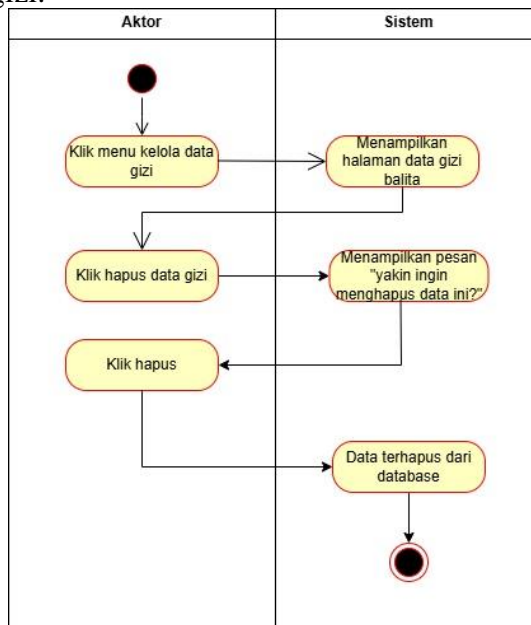 gizi.
Aktor
Sistem
Klik menu kelola data
gizi
Menampilkan
halaman data gizi
balita
Klik hapus data gizi
Menampilkan pesan
"yakin ingin
menghapus data ini?"
Klik hapus
Data terhapus dari
database